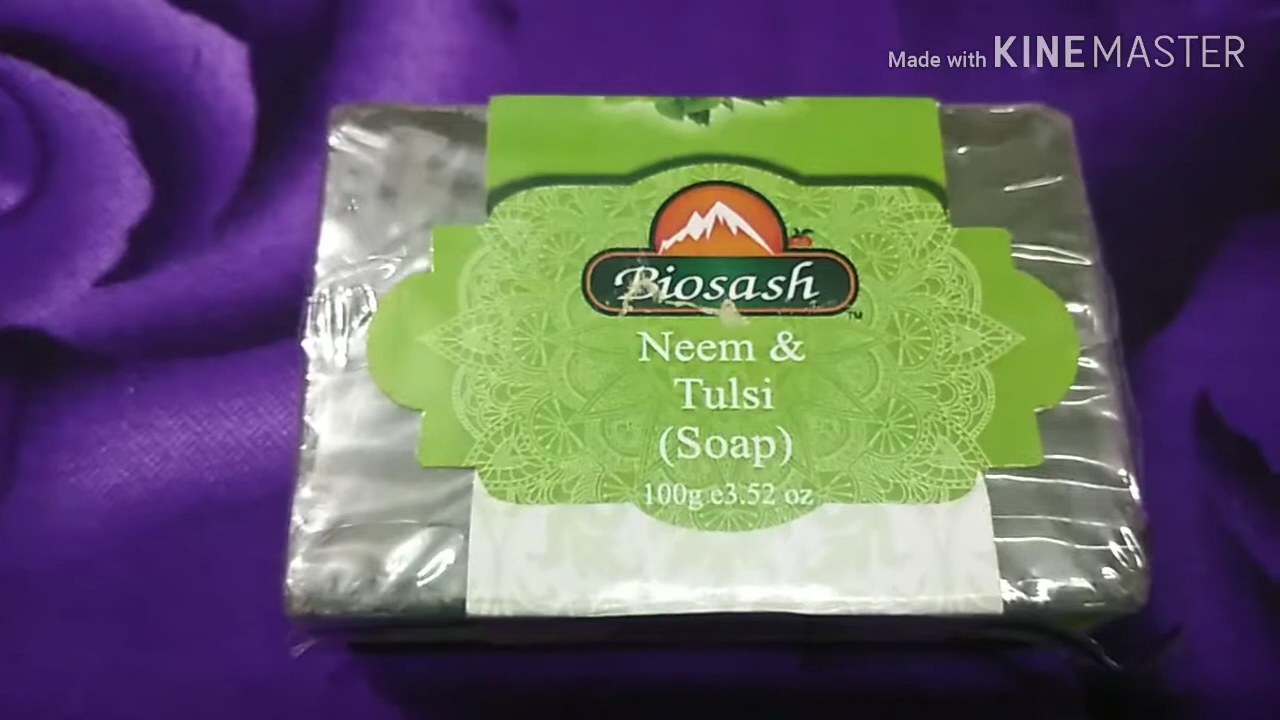 Made with KINEMASTER
Biosash
TM
Neem &
Tulsi
(Soap)
100g e3.52 oz